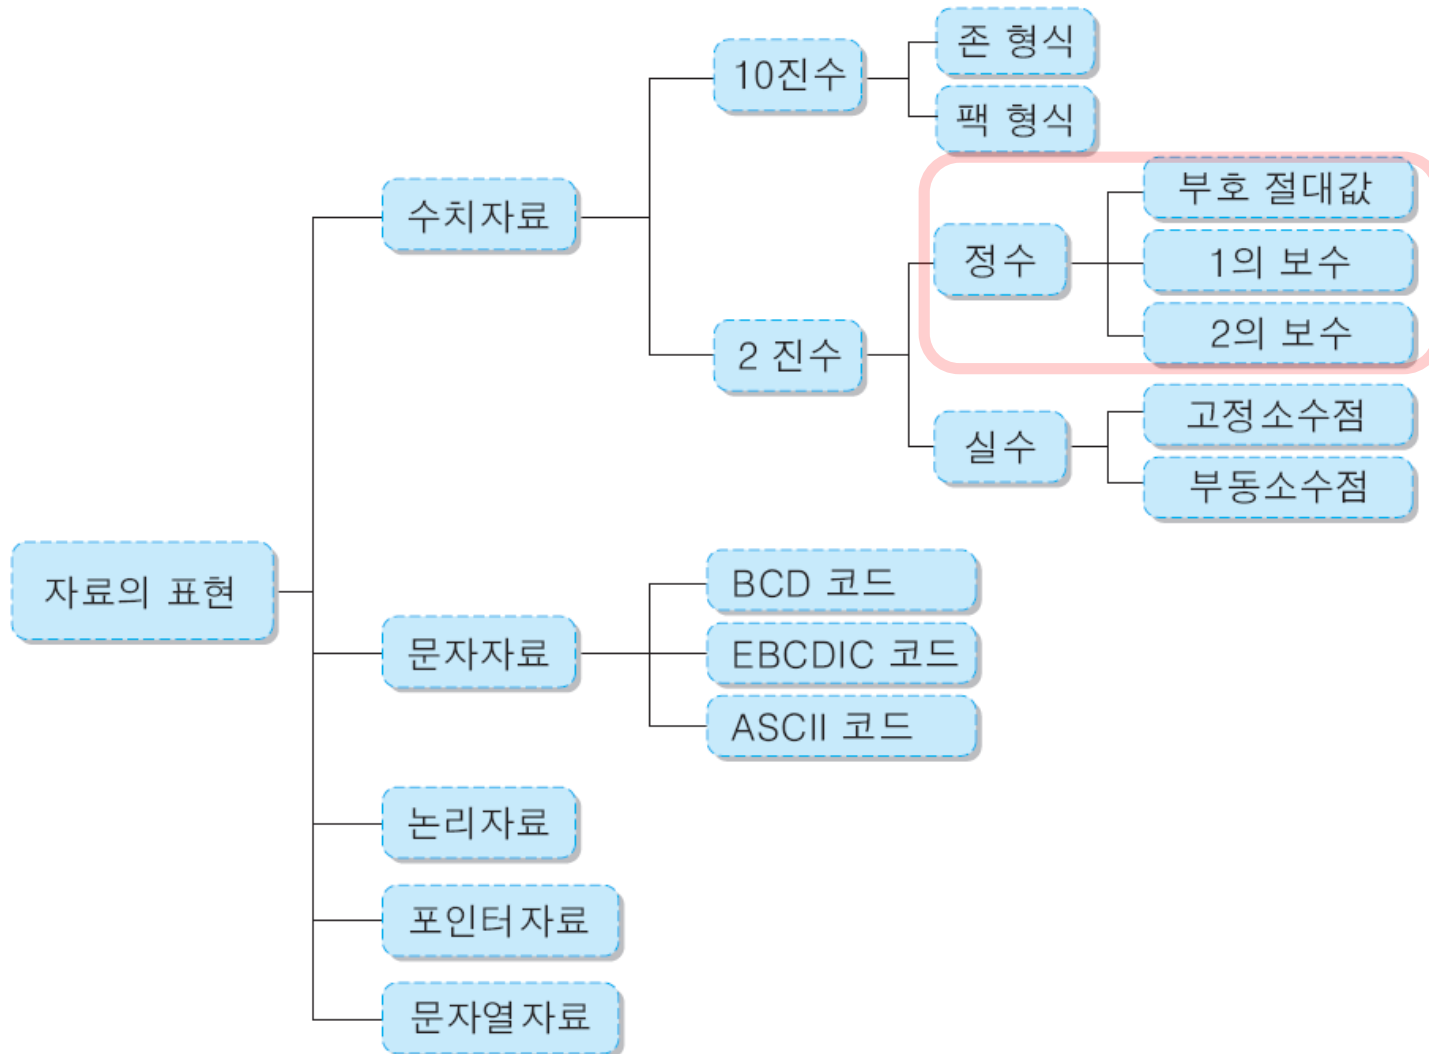 존 형식
10진수
팩 형식
부호 절대값
수치자료
정수
1의 보수
2의 보수
2 진수
고정소수점
실수
부동소수점
자료의 표현
BCD 코드
문자자료
EBCDIC 코드
ASCII 코드
논리자료
포인터자료
문자열자료